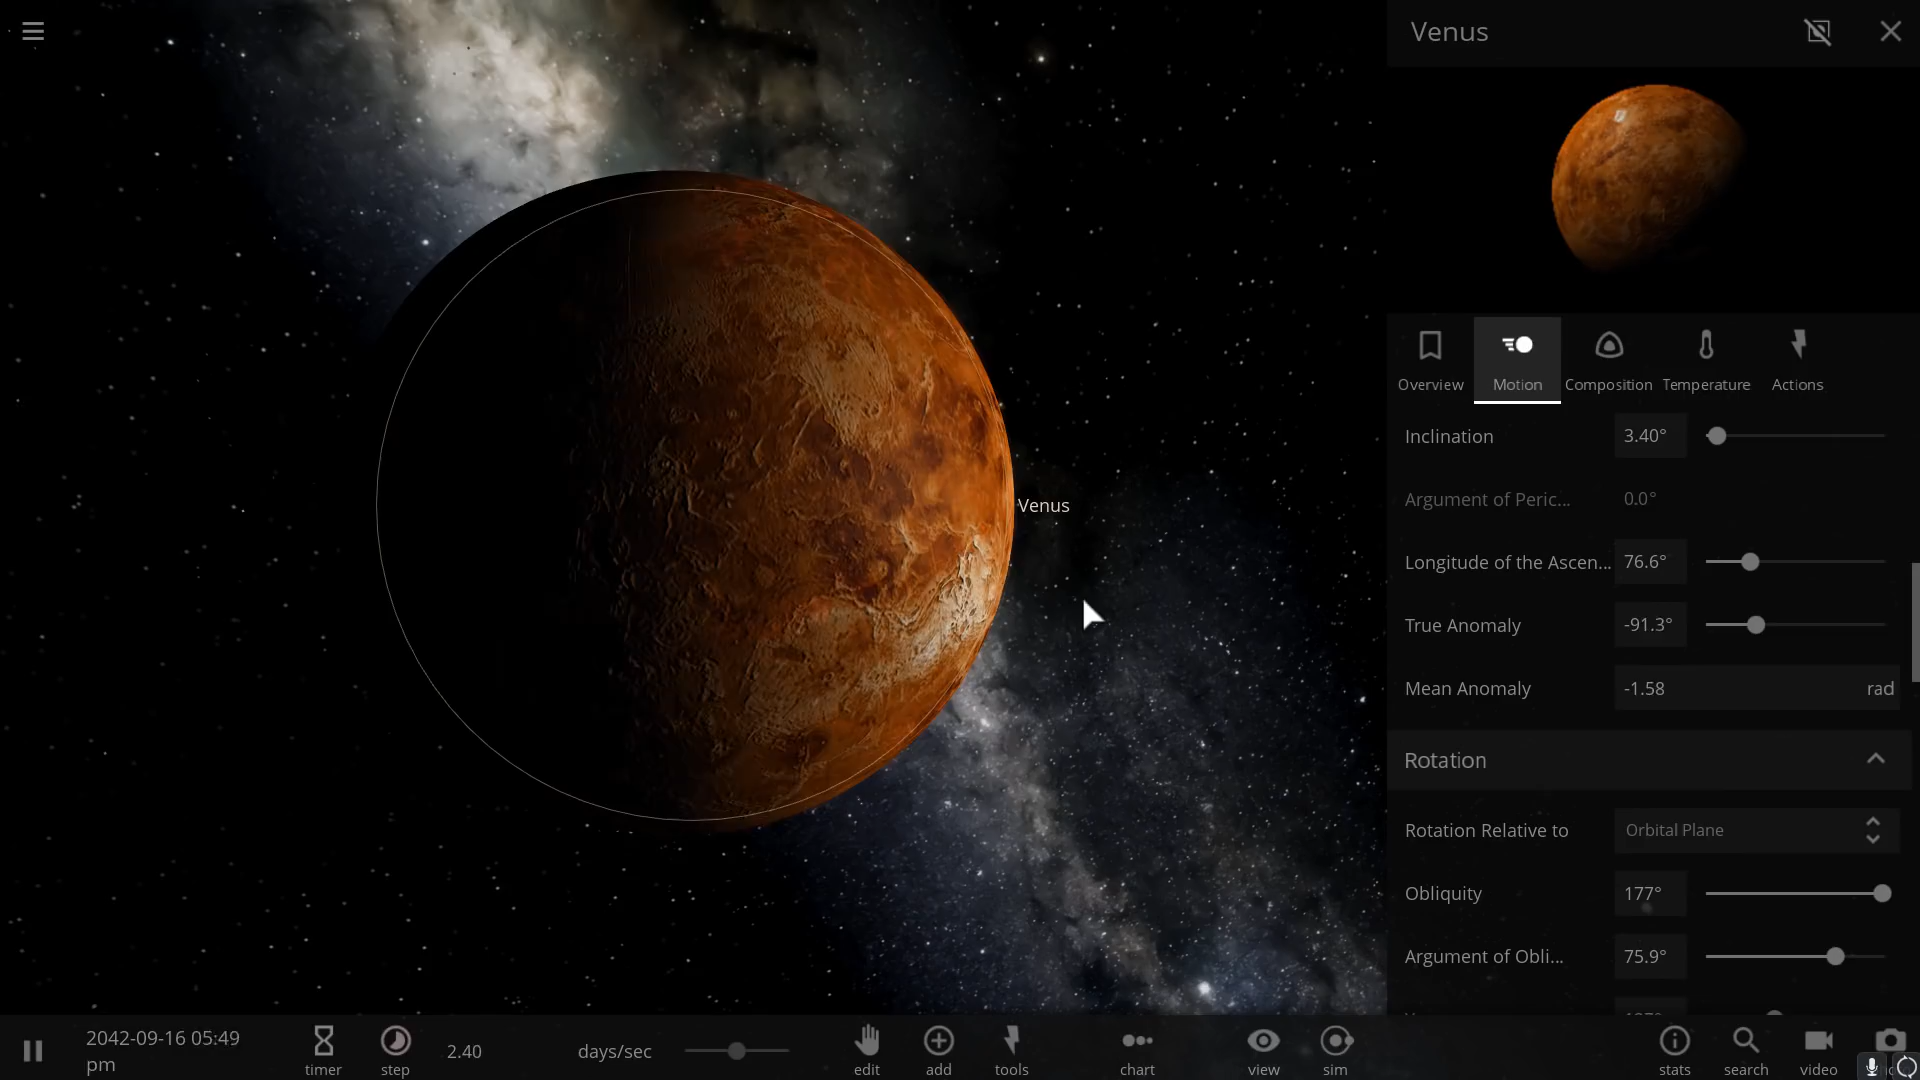 Venus
Venus
Overview
Motion
Composition
Temperature
Actions
Inclination 3.40°
Argument of Peric... 0.0°
Longitude of the Ascen... 76.6°
True Anomaly -91.3°
Mean Anomaly -1.58 rad
Rotation
Rotation Relative to Orbital Plane
Obliquity 177°
Argument of Obli... 75.9°
2042-09-16 05:49
pm
timer
step
2.40 days/sec
edit
add
tools
chart
view
sim
stats
search
video